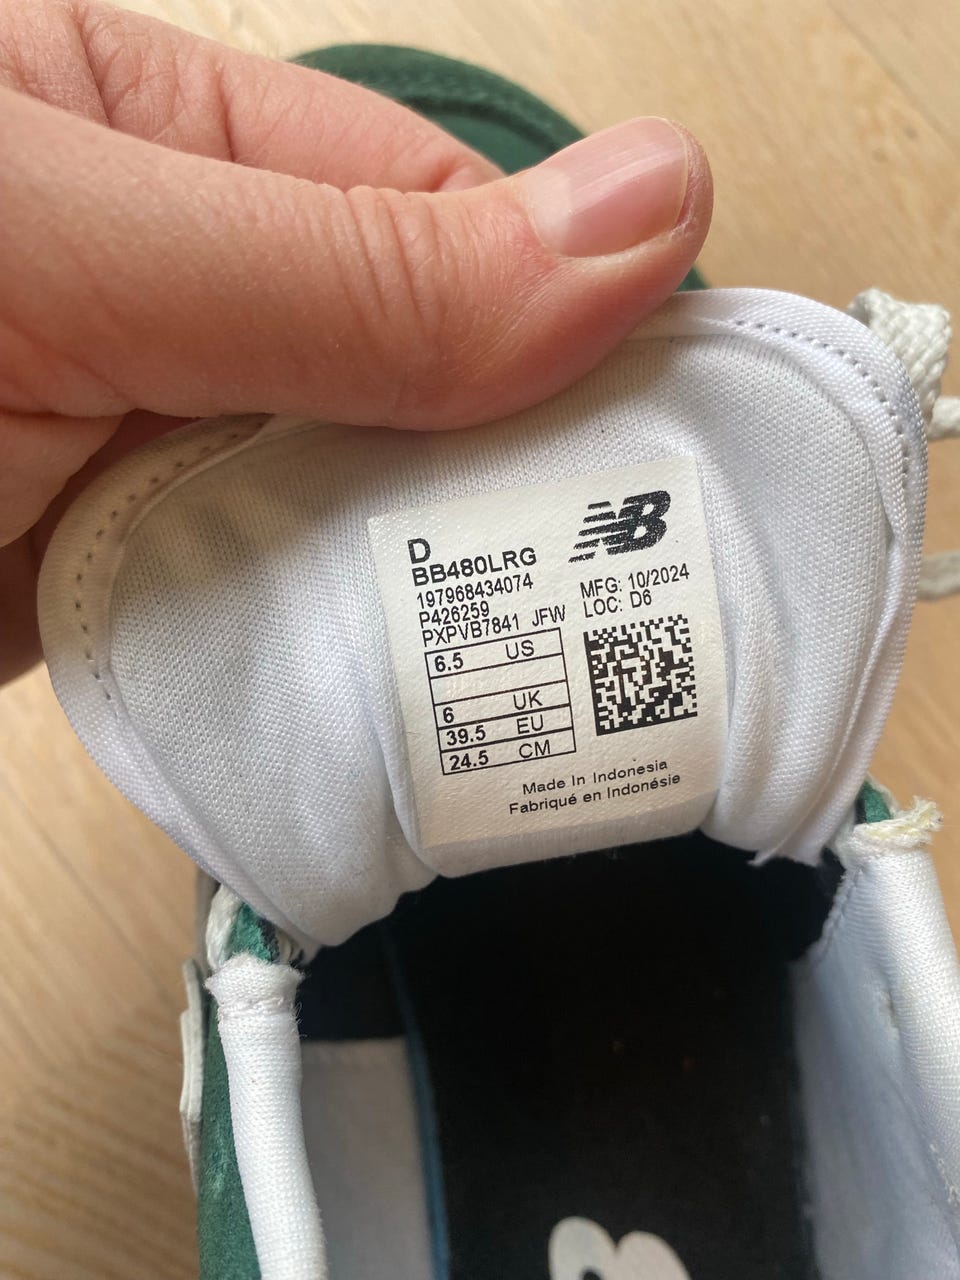 D
NB
BB480LRG
197968434074
P426259
PXPVB7841 JFW
MFG: 10/2024
LOC: D6
6.5 US
6 UK
39.5 EU
24.5 CM
Made In Indonesia
Fabriqué en Indonésie